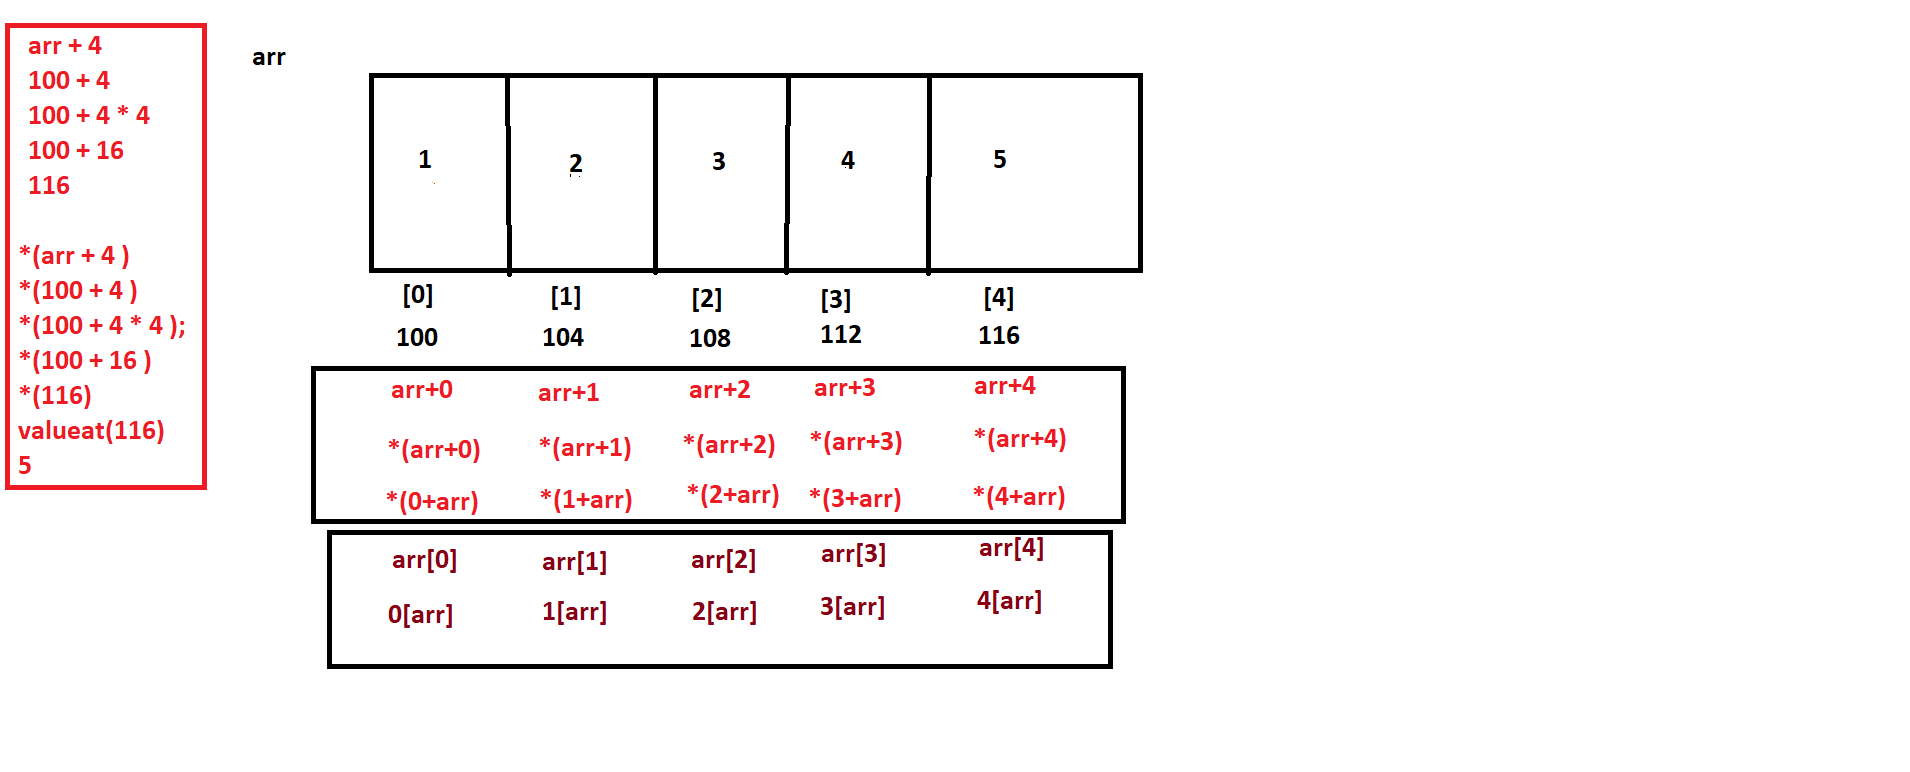 arr + 4
100 + 4
100 + 4 * 4
100 + 16
116
*(arr + 4 )
*(100 + 4 )
*(100 + 4 * 4 );
*(100 + 16 )
*(116)
valueat(116)
5
arr
1 2 3 4 5
[0] [1] [2] [3] [4]
100 104 108 112 116
arr+0 arr+1 arr+2 arr+3 arr+4
*(arr+0) *(arr+1) *(arr+2) *(arr+3) *(arr+4)
*(0+arr) *(1+arr) *(2+arr) *(3+arr) *(4+arr)
arr[0] arr[1] arr[2] arr[3] arr[4]
0[arr] 1[arr] 2[arr] 3[arr] 4[arr]